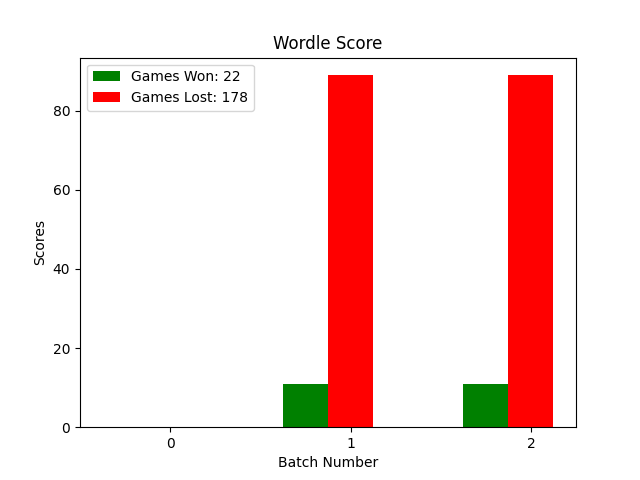 Wordle Score
Games Won: 22
Games Lost: 178
80
60
40
20
0
Scores
0 1 2
Batch Number